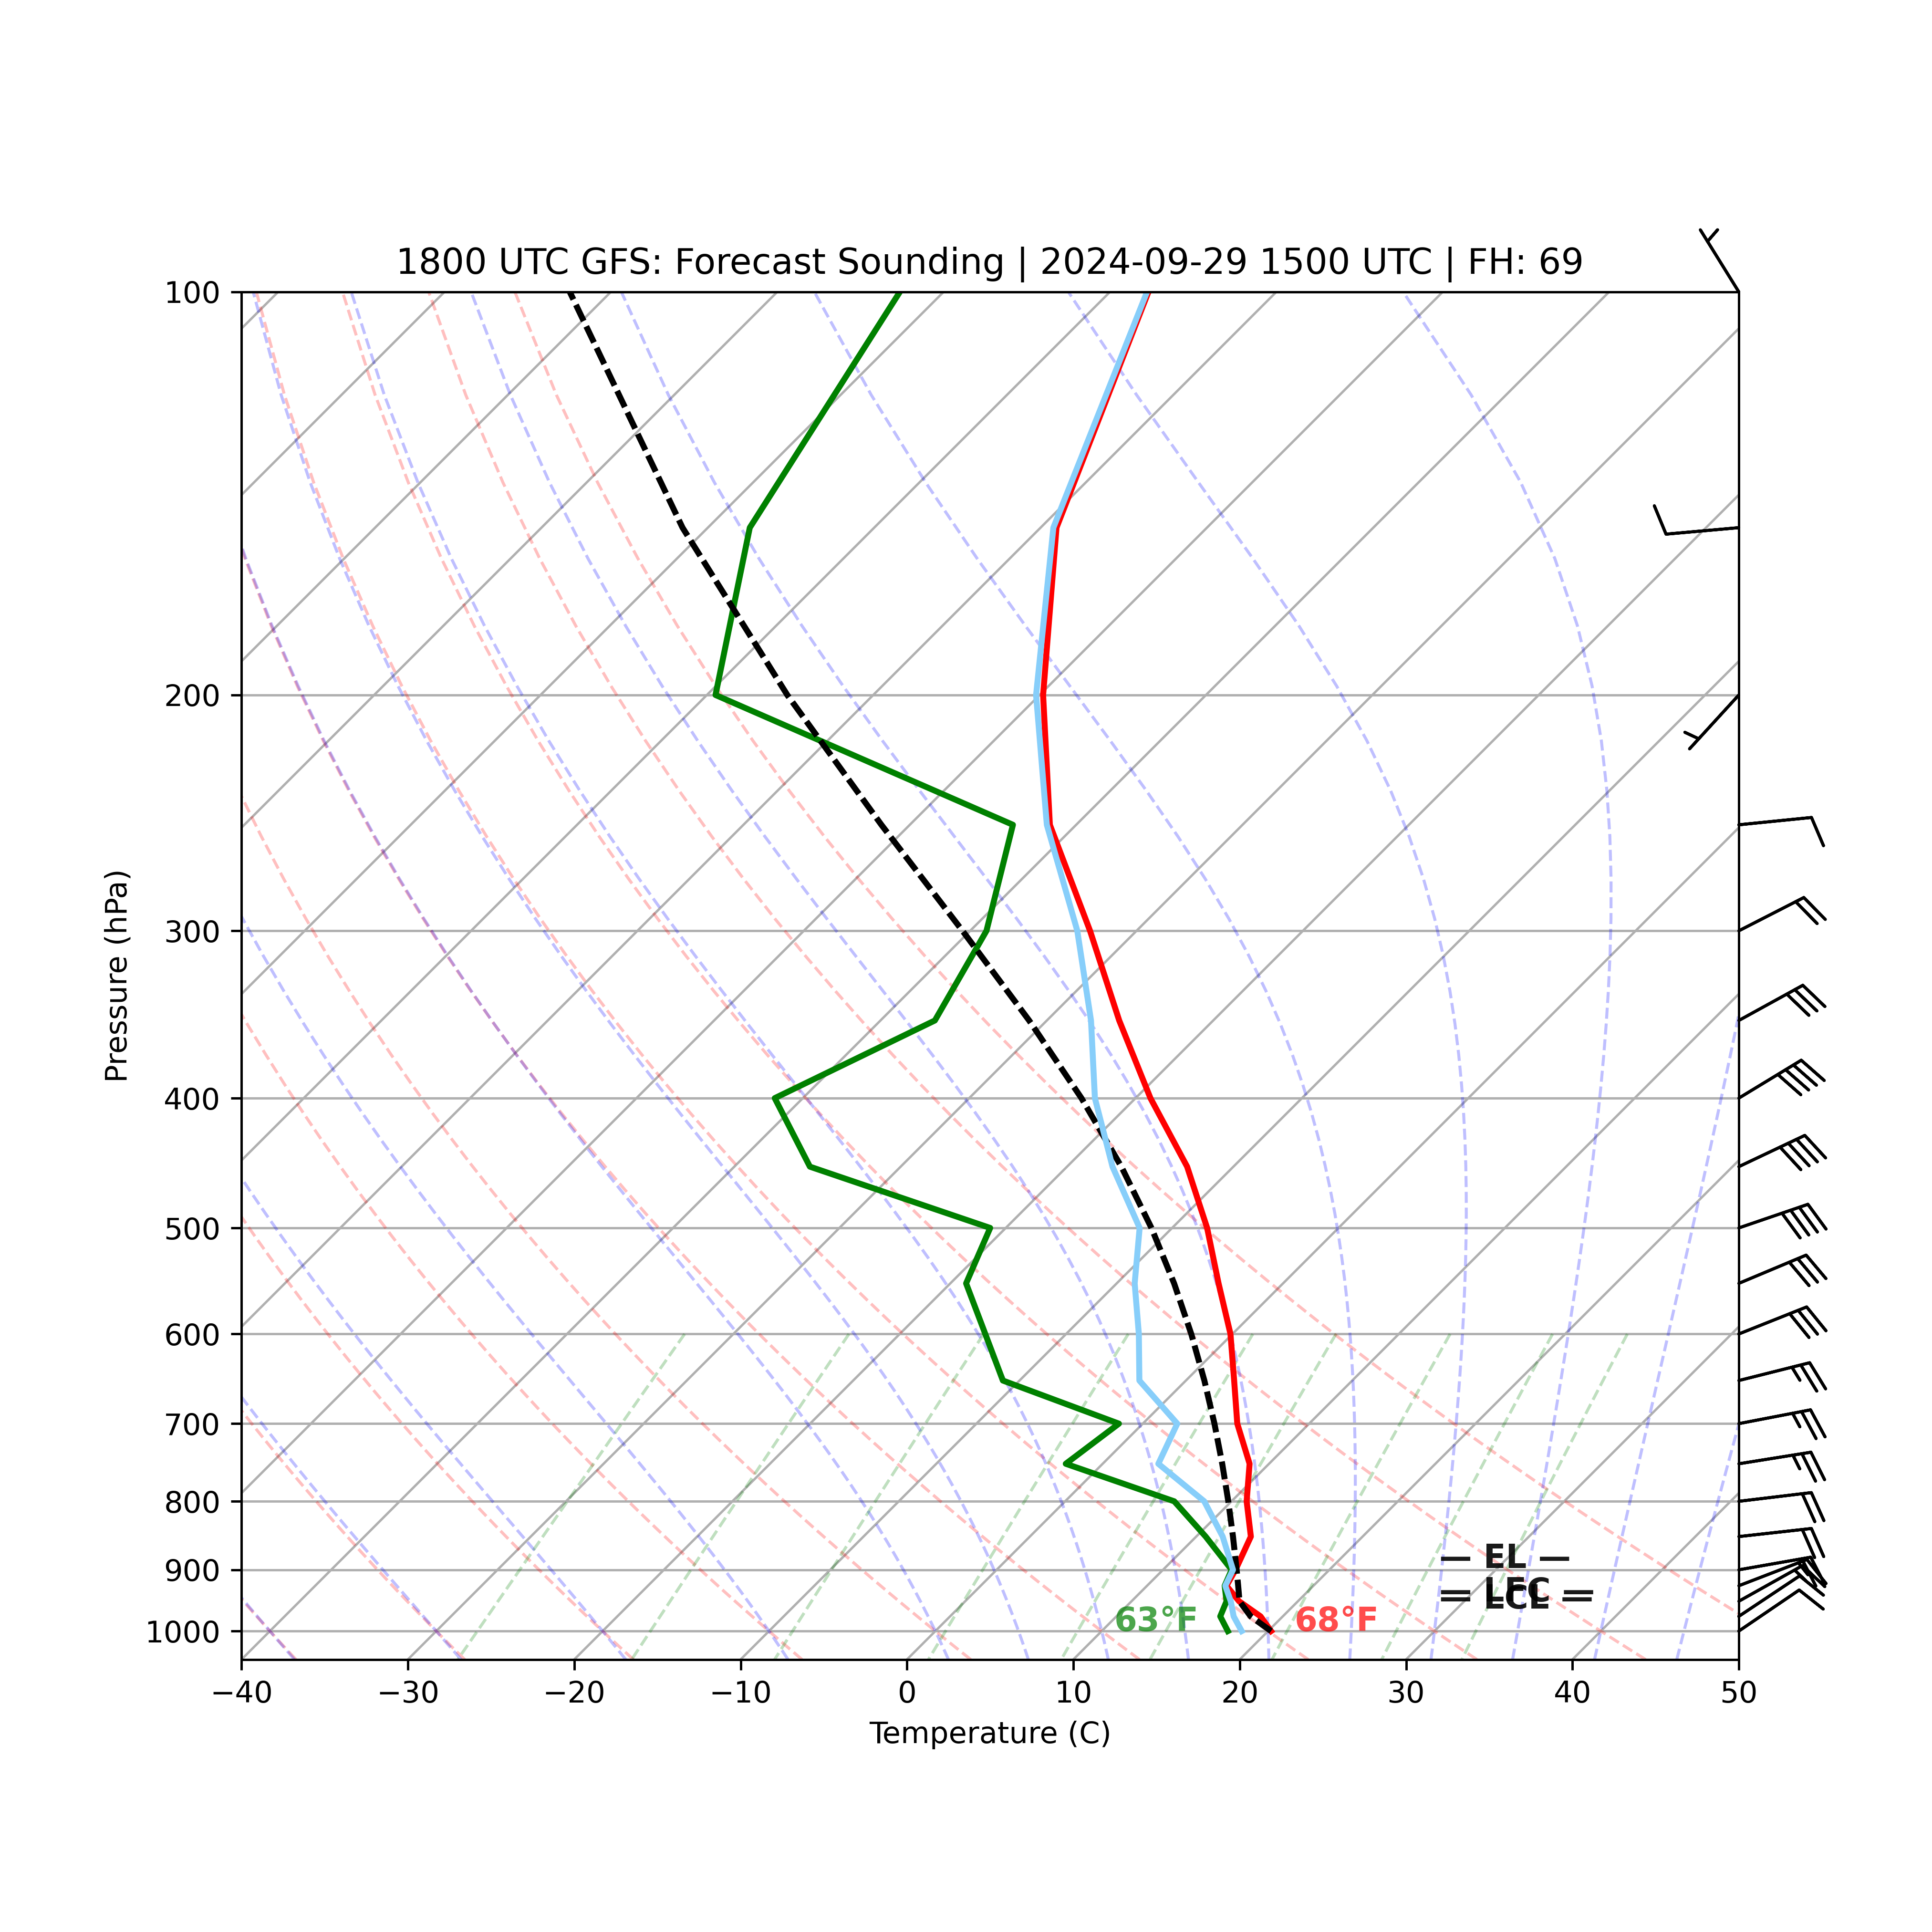 1800 UTC GFS: Forecast Sounding | 2024-09-29 1500 UTC | FH: 69
100
200
300
400
500
600
700
800
900
1000
Pressure (hPa)
— EL —
— LCL —
— LFC —
63°F
68°F
−40 −30 −20 −10 0 10 20 30 40 50
Temperature (C)